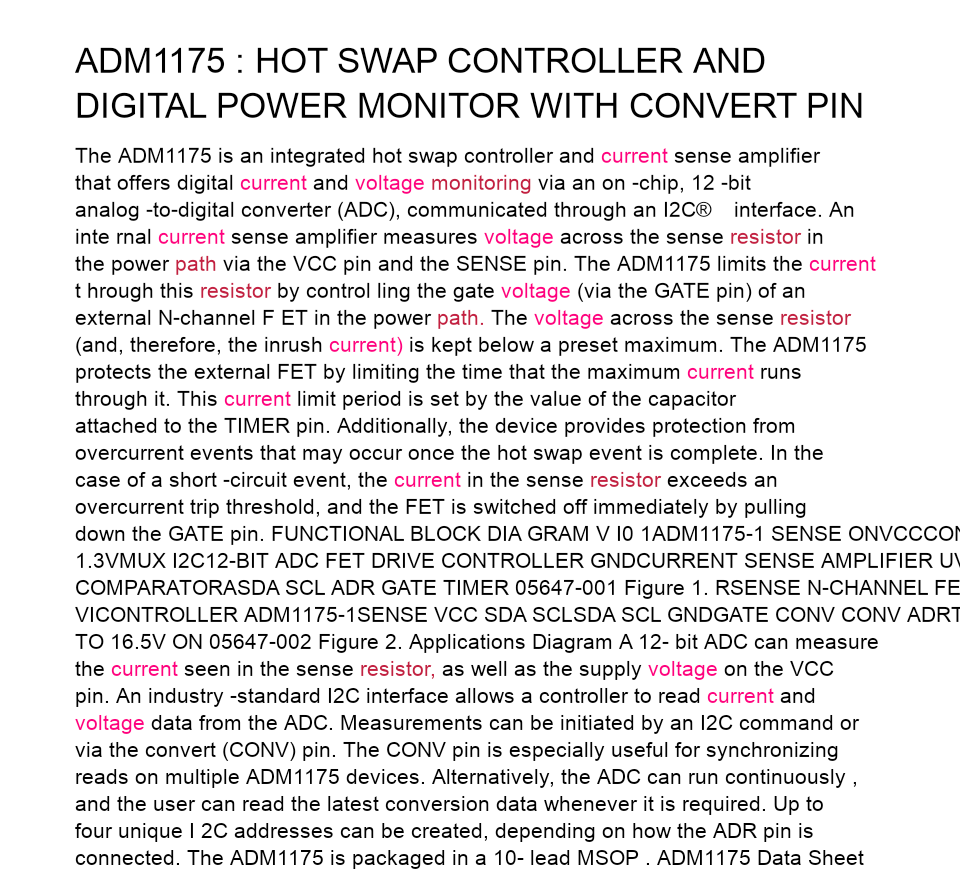 ADM1175 : HOT SWAP CONTROLLER AND
DIGITAL POWER MONITOR WITH CONVERT PIN
The ADM1175 is an integrated hot swap controller and current sense amplifier
that offers digital current and voltage monitoring via an on -chip, 12 -bit
analog -to-digital converter (ADC), communicated through an I2C® interface. An
inte rnal current sense amplifier measures voltage across the sense resistor in
the power path via the VCC pin and the SENSE pin. The ADM1175 limits the current
t hrough this resistor by control ling the gate voltage (via the GATE pin) of an
external N-channel F ET in the power path. The voltage across the sense resistor
(and, therefore, the inrush current) is kept below a preset maximum. The ADM1175
protects the external FET by limiting the time that the maximum current runs
through it. This current limit period is set by the value of the capacitor
attached to the TIMER pin. Additionally, the device provides protection from
overcurrent events that may occur once the hot swap event is complete. In the
case of a short -circuit event, the current in the sense resistor exceeds an
overcurrent trip threshold, and the FET is switched off immediately by pulling
down the GATE pin. FUNCTIONAL BLOCK DIA GRAM V I0 1ADM1175-1 SENSE ONVCCCON
1.3VMUX I2C12-BIT ADC FET DRIVE CONTROLLER GNDCURRENT SENSE AMPLIFIER UV
COMPARATORASDA SCL ADR GATE TIMER 05647-001 Figure 1. RSENSE N-CHANNEL FE
VICONTROLLER ADM1175-1SENSE VCC SDA SCLSDA SCL GNDGATE CONV CONV ADRT
TO 16.5V ON 05647-002 Figure 2. Applications Diagram A 12- bit ADC can measure
the current seen in the sense resistor, as well as the supply voltage on the VCC
pin. An industry -standard I2C interface allows a controller to read current and
voltage data from the ADC. Measurements can be initiated by an I2C command or
via the convert (CONV) pin. The CONV pin is especially useful for synchronizing
reads on multiple ADM1175 devices. Alternatively, the ADC can run continuously ,
and the user can read the latest conversion data whenever it is required. Up to
four unique I 2C addresses can be created, depending on how the ADR pin is
connected. The ADM1175 is packaged in a 10- lead MSOP . ADM1175 Data Sheet